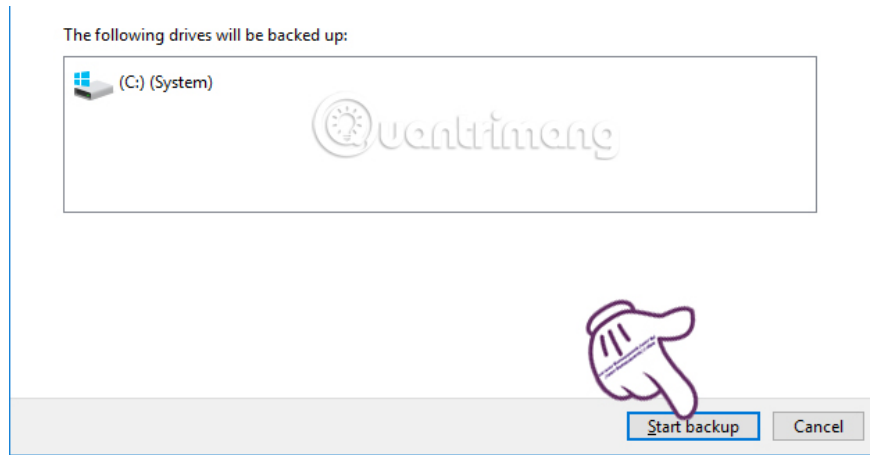 The following drives will be backed up:
(C:) (System)
Quantrimang
Start backup
Cancel